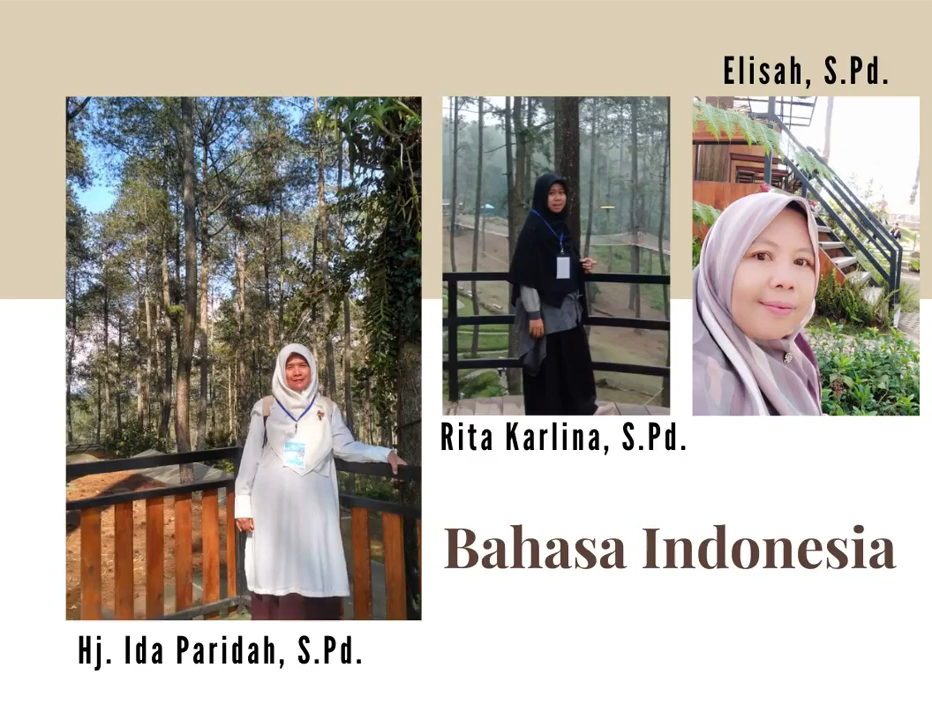 Elisah, S.Pd.
Rita Karlina, S.Pd.
Bahasa Indonesia
Hj. Ida Paridah, S.Pd.